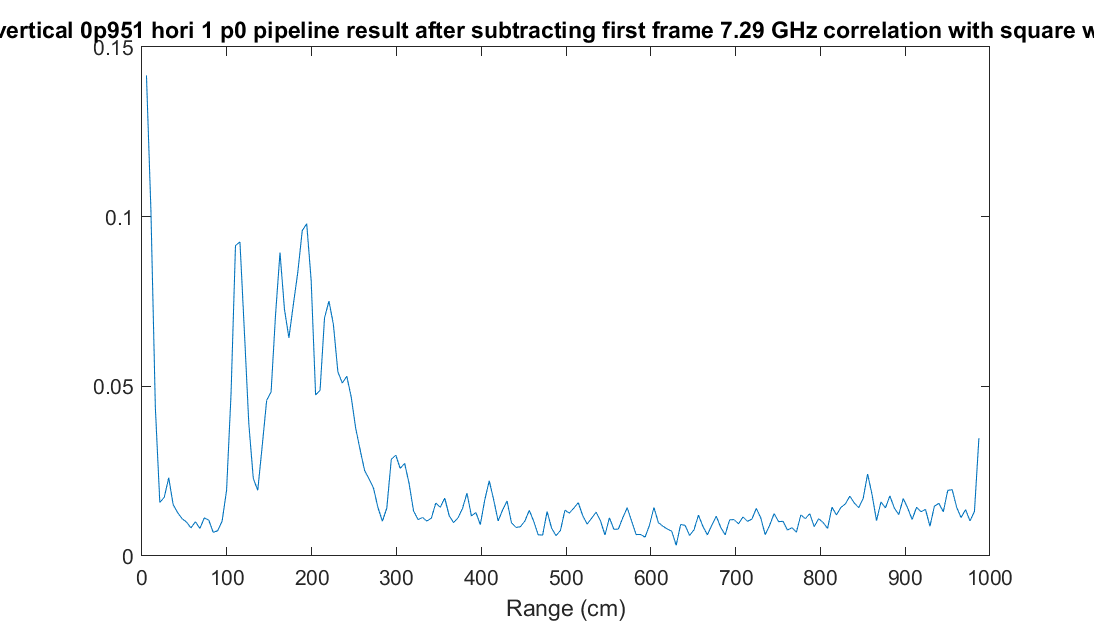 vertical 0p951 hori 1 p0 pipeline result after subtracting first frame 7.29 GHz correlation with square
0.15
0.1
0.05
0
0 100 200 300 400 500 600 700 800 900 1000
Range (cm)